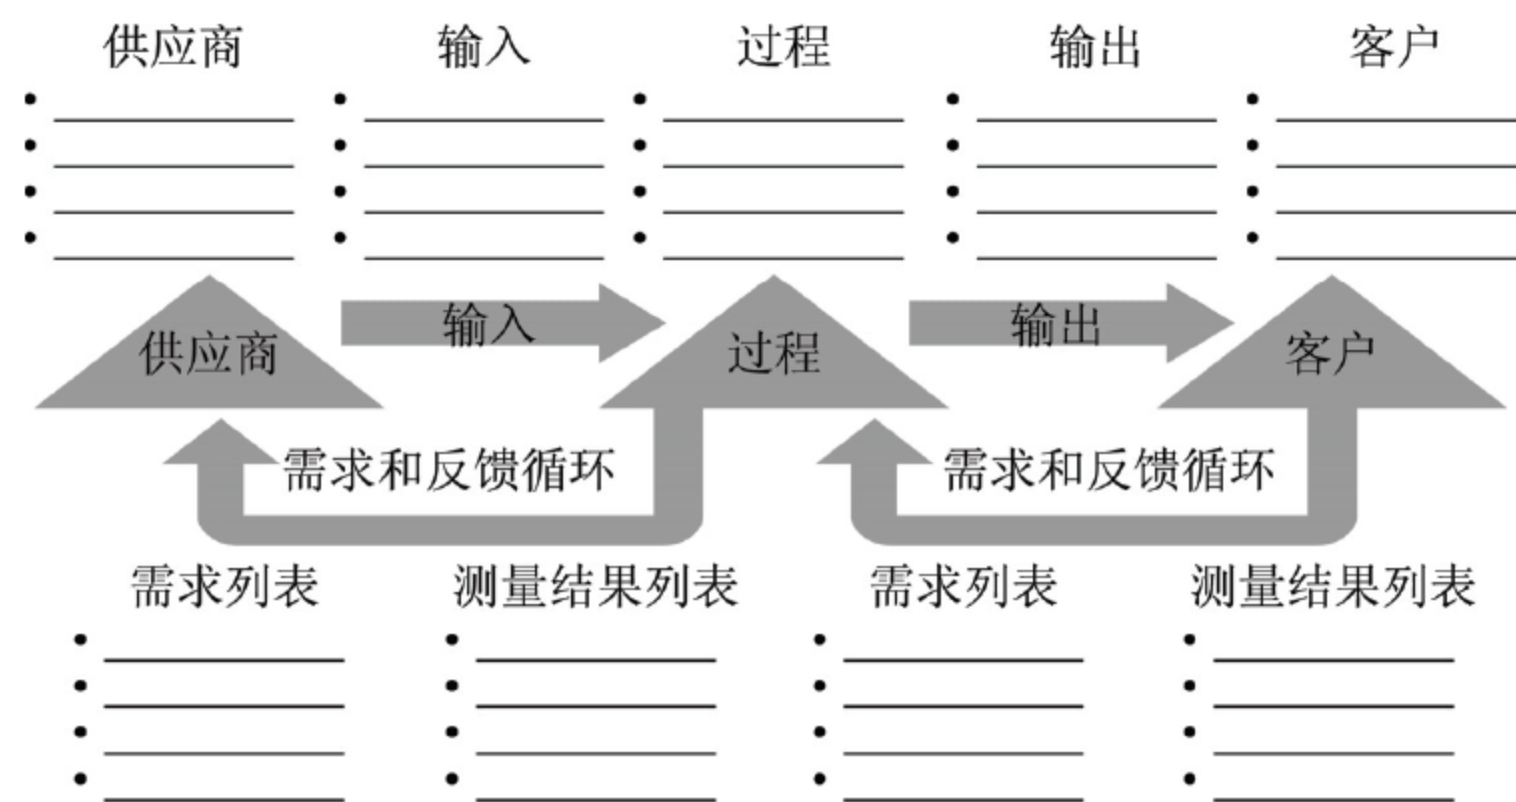 供应商 输入 过程 输出 客户
供应商 输入 过程 输出 客户
需求和反馈循环 需求和反馈循环
需求列表 测量结果列表 需求列表 测量结果列表